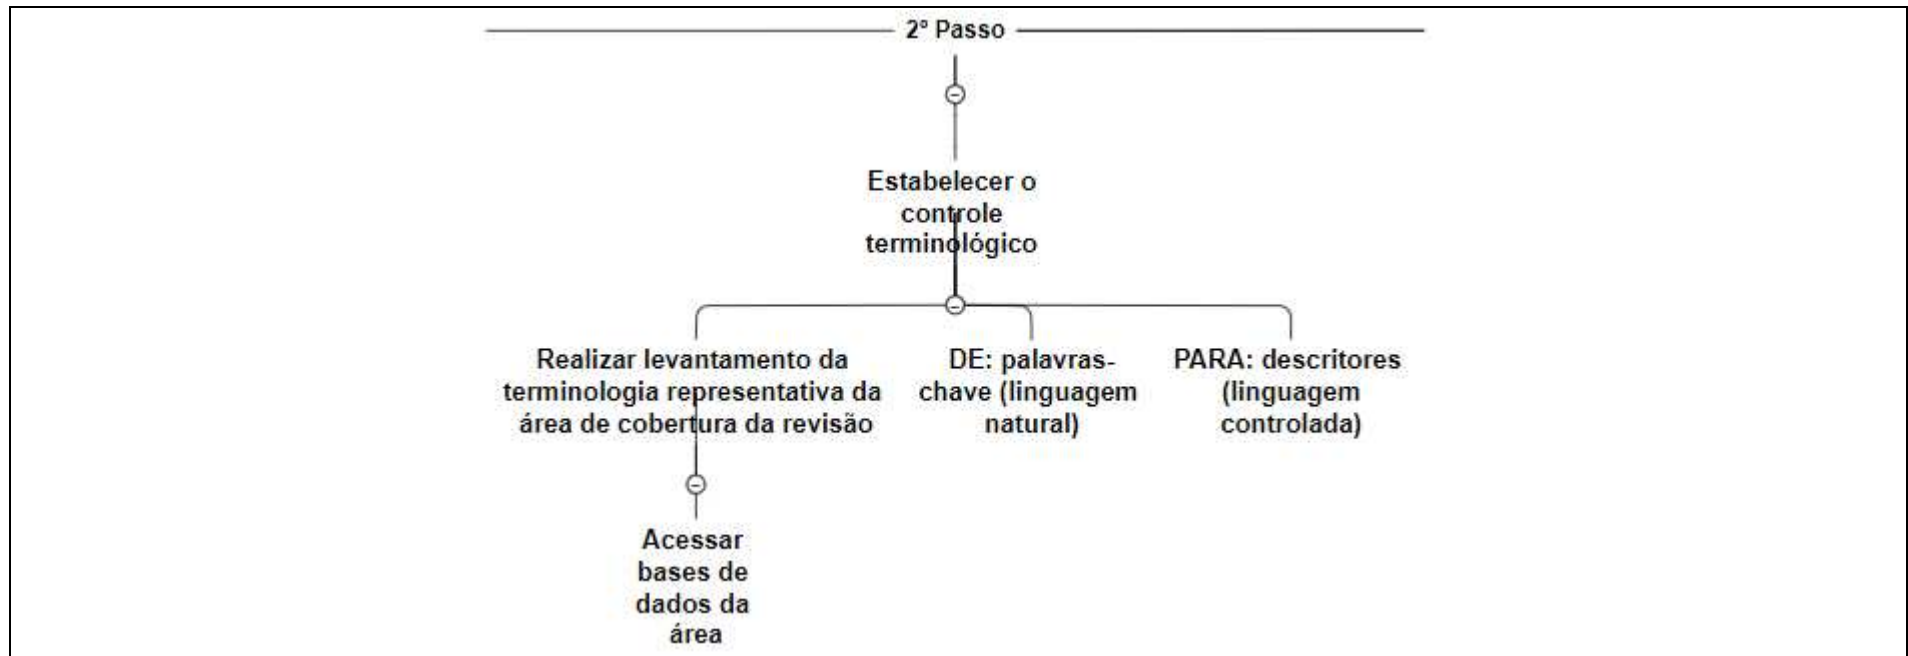 2º Passo
Estabelecer o
controle
terminológico
Realizar levantamento da
terminologia representativa da
área de cobertura da revisão
DE: palavras-
chave (linguagem
natural)
PARA: descritores
(linguagem
controlada)
Acessar
bases de
dados da
área